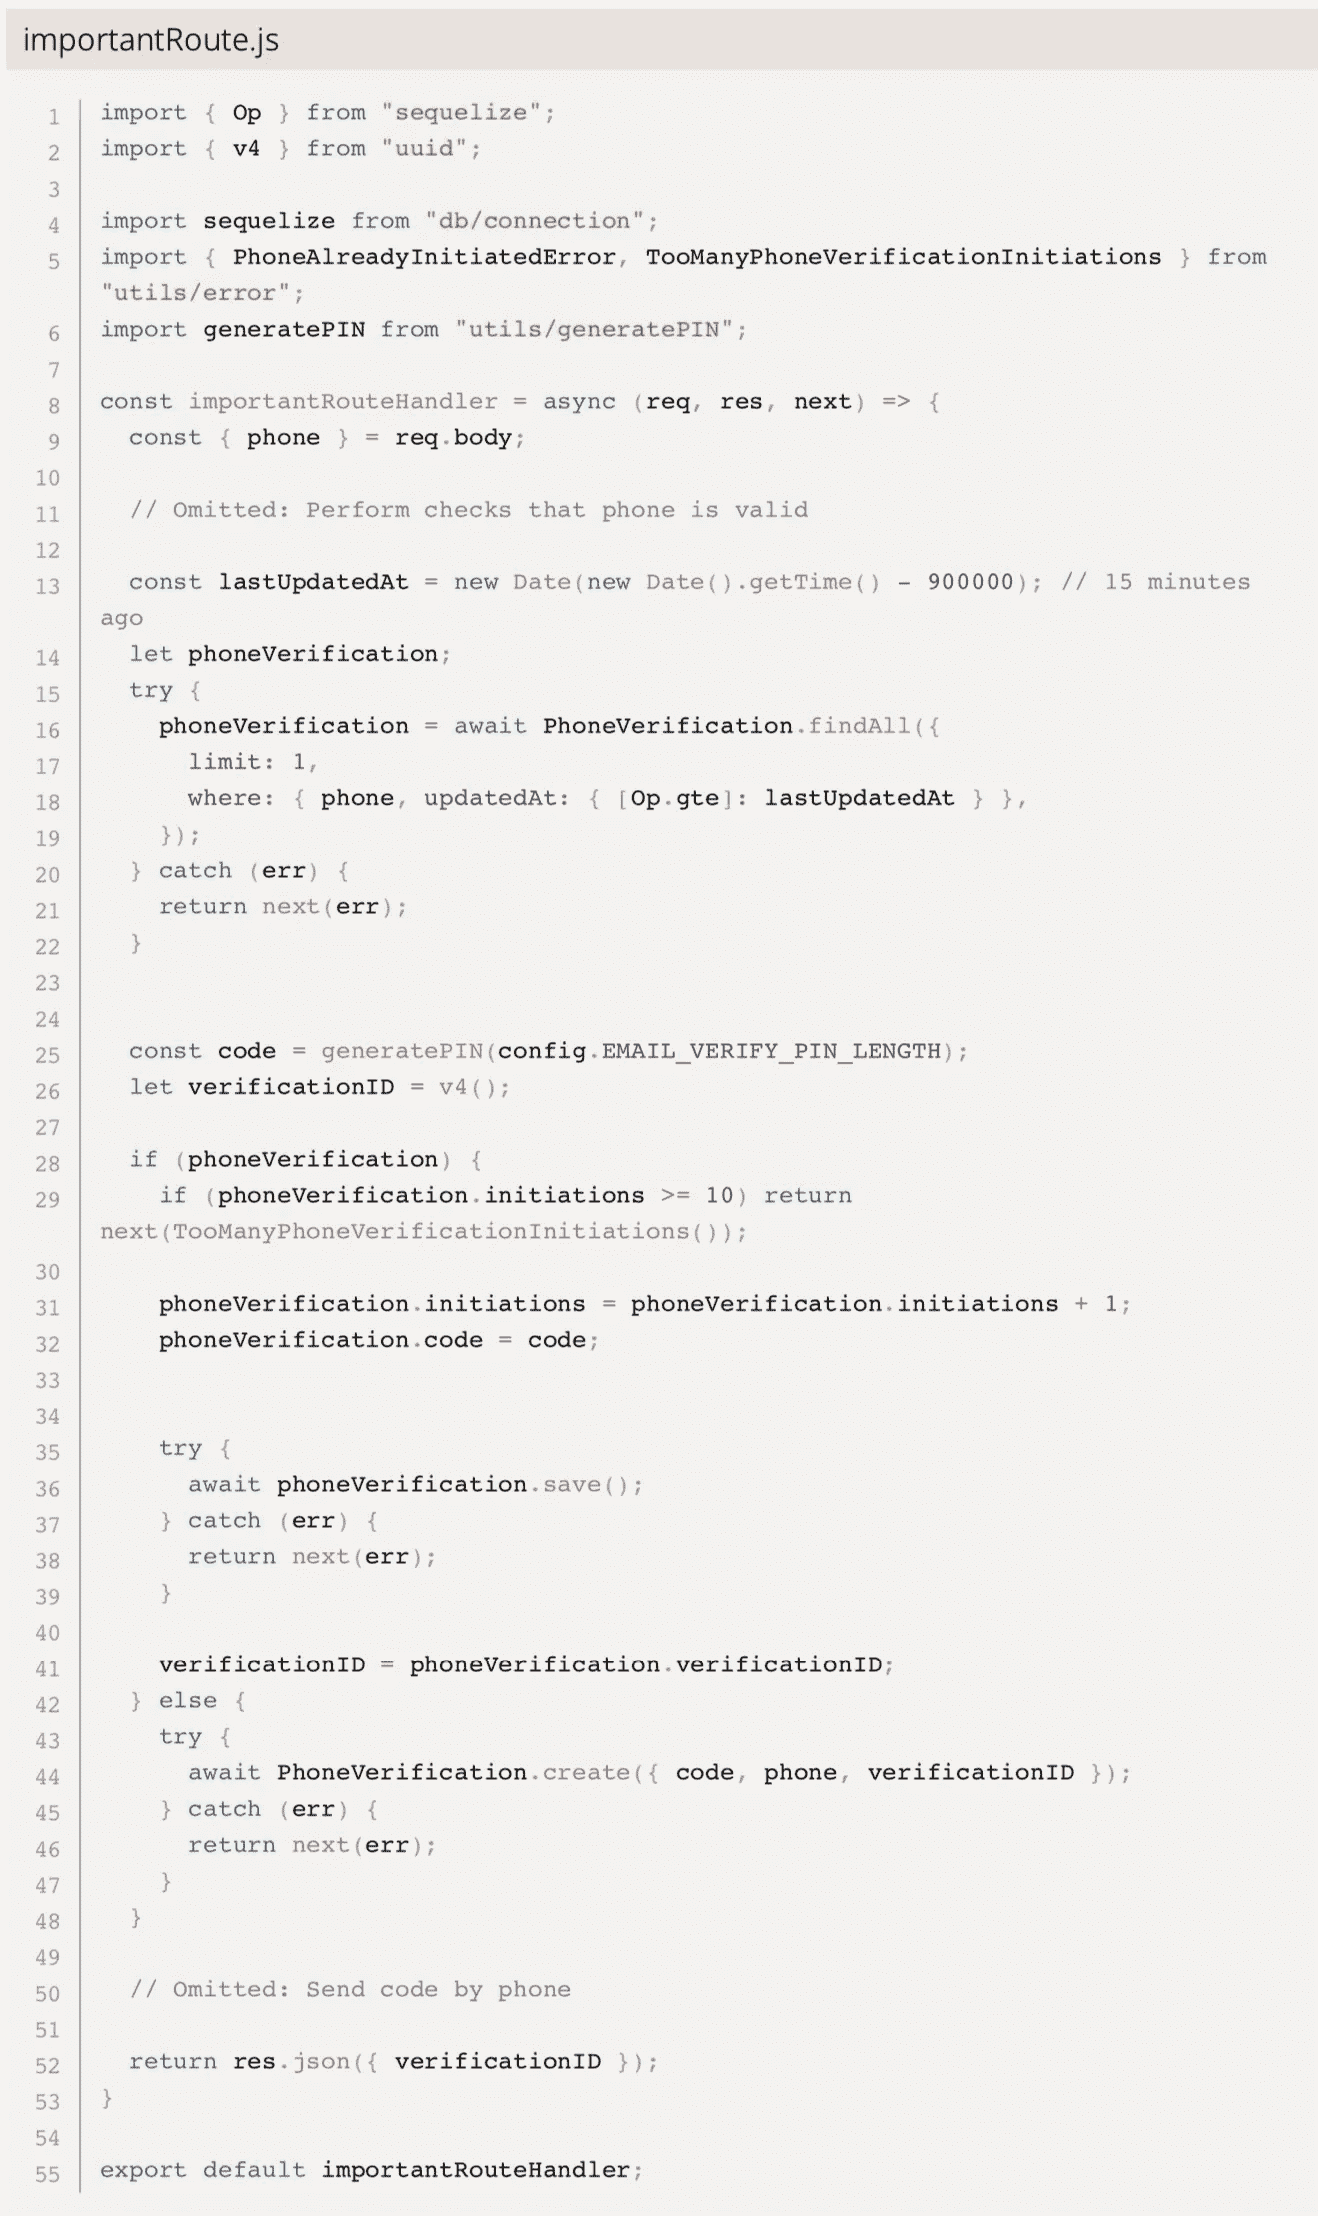 importantRoute.js
1 import { Op } from "sequelize";
2 import { v4 } from "uuid";
3
4 import sequelize from "db/connection";
5 import { PhoneAlreadyInitiatedError, TooManyPhoneVerificationInitiations } from
"utils/error";
6 import generatePIN from "utils/generatePIN";
7
8 const importantRouteHandler = async (req, res, next) => {
9   const { phone } = req.body;
10
11   // Omitted: Perform checks that phone is valid
12
13   const lastUpdatedAt = new Date(new Date().getTime() - 900000); // 15 minutes
ago
14   let phoneVerification;
15   try {
16     phoneVerification = await PhoneVerification.findAll({
17       limit: 1,
18       where: { phone, updatedAt: { [Op.gte]: lastUpdatedAt } },
19     });
20   } catch (err) {
21     return next(err);
22   }
23
24
25   const code = generatePIN(config.EMAIL_VERIFY_PIN_LENGTH);
26   let verificationID = v4();
27
28   if (phoneVerification) {
29     if (phoneVerification.initiations >= 10) return
next(TooManyPhoneVerificationInitiations());
30
31     phoneVerification.initiations = phoneVerification.initiations + 1;
32     phoneVerification.code = code;
33
34
35     try {
36       await phoneVerification.save();
37     } catch (err) {
38       return next(err);
39     }
40
41     verificationID = phoneVerification.verificationID;
42   } else {
43     try {
44       await PhoneVerification.create({ code, phone, verificationID });
45     } catch (err) {
46       return next(err);
47     }
48   }
49
50   // Omitted: Send code by phone
51
52   return res.json({ verificationID });
53 }
54
55 export default importantRouteHandler;